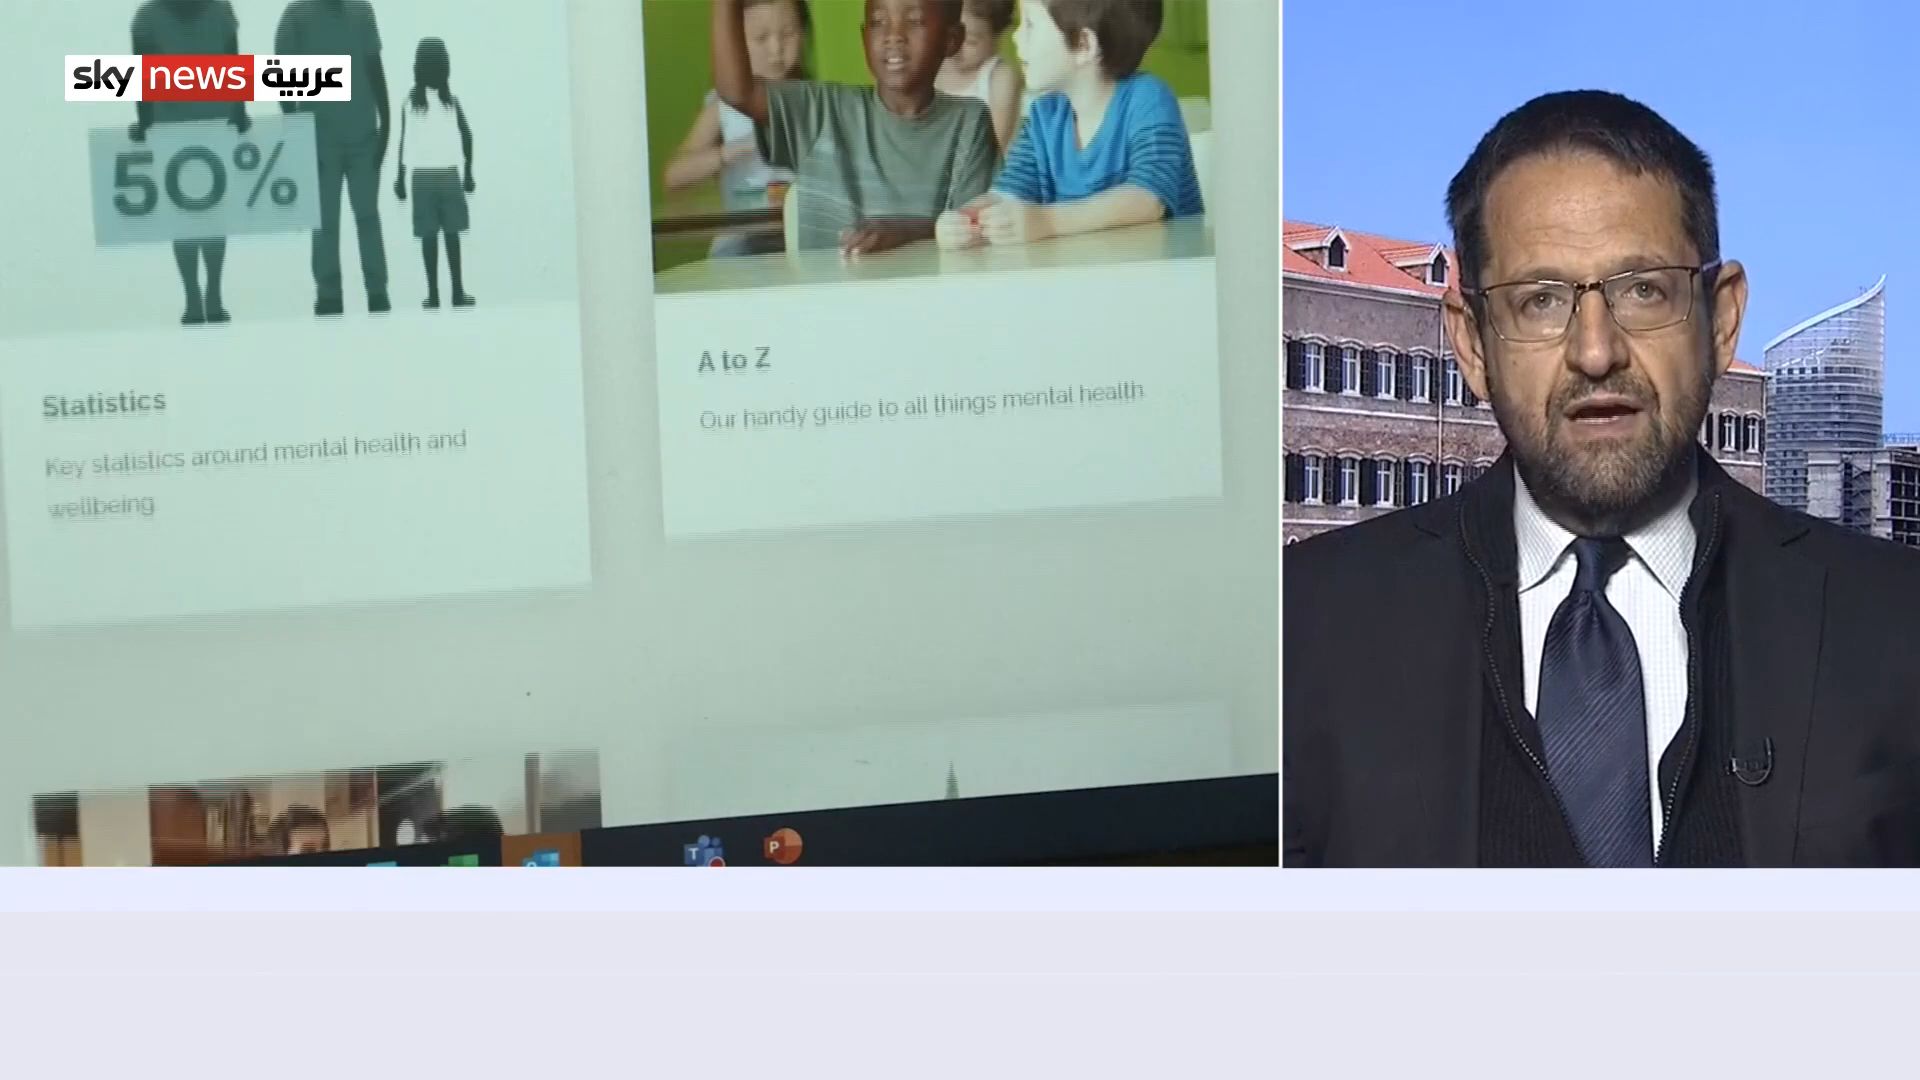 sky news عربية
50%
Statistics
Key statistics around mental health and
wellbeing
A to Z
Our handy guide to all things mental health
T
P